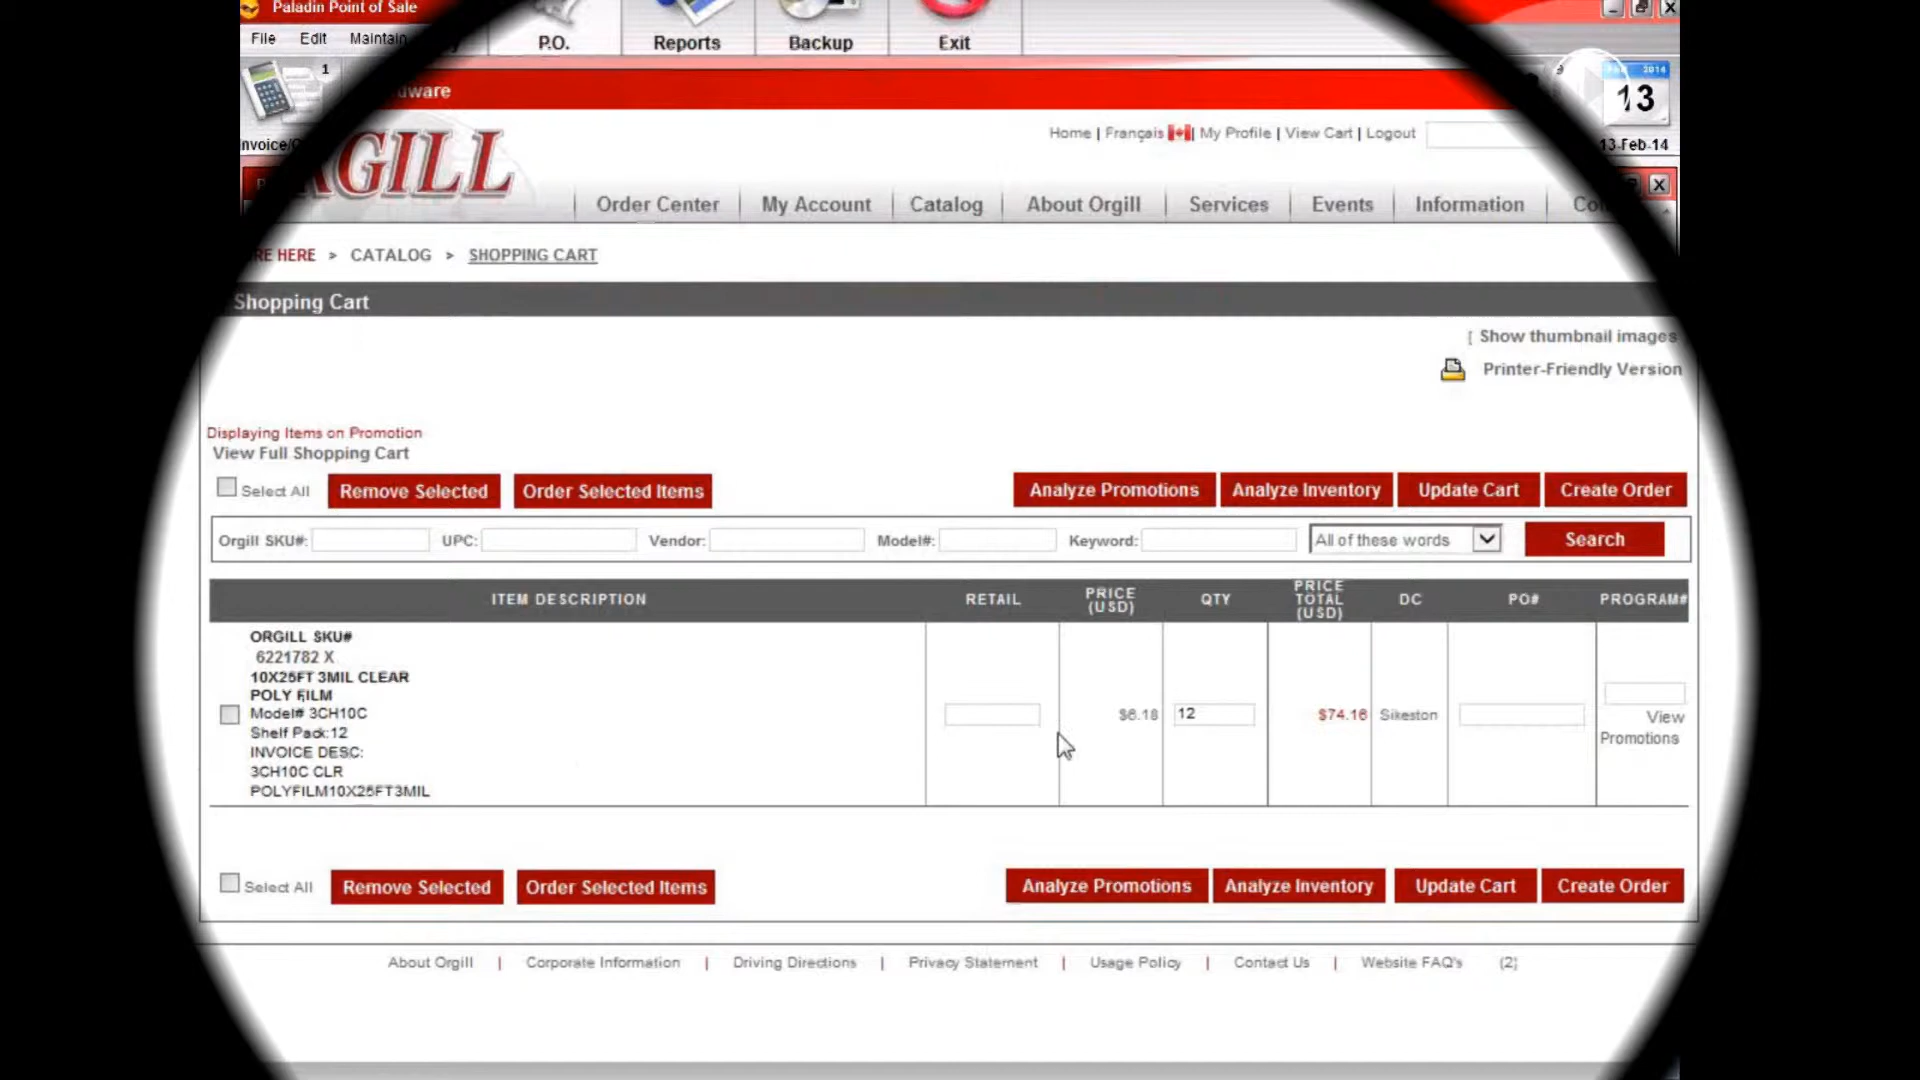 Paladin Point of Sale
File Edit Maintain
P.O. Reports Backup Exit
1
2014
13
13-Feb-14
ORGILL
Home | Français | My Profile | View Cart | Logout
Order Center My Account Catalog About Orgill Services Events Information
HERE > CATALOG > SHOPPING CART
Shopping Cart
Show thumbnail images
Printer-Friendly Version
Displaying Items on Promotion
View Full Shopping Cart
Select All Remove Selected Order Selected Items Analyze Promotions Analyze Inventory Update Cart Create Order
Orgill SKU#: UPC: Vendor: Model#: Keyword: All of these words Search
ITEM DESCRIPTION RETAIL PRICE (USD) QTY PRICE TOTAL (USD) DC PO# PROGRAM#
ORGILL SKU#
6221782 X
10X25FT 3MIL CLEAR
POLY FILM
Model# 3CH10C
Shelf Pack:12
INVOICE DESC:
3CH10C CLR
POLYFILM10X25FT3MIL
$6.18 12 $74.16 Sikeston
View
Promotions
Select All Remove Selected Order Selected Items Analyze Promotions Analyze Inventory Update Cart Create Order
About Orgill | Corporate Information | Driving Directions | Privacy Statement | Usage Policy | Contact Us | Website FAQ's (2)